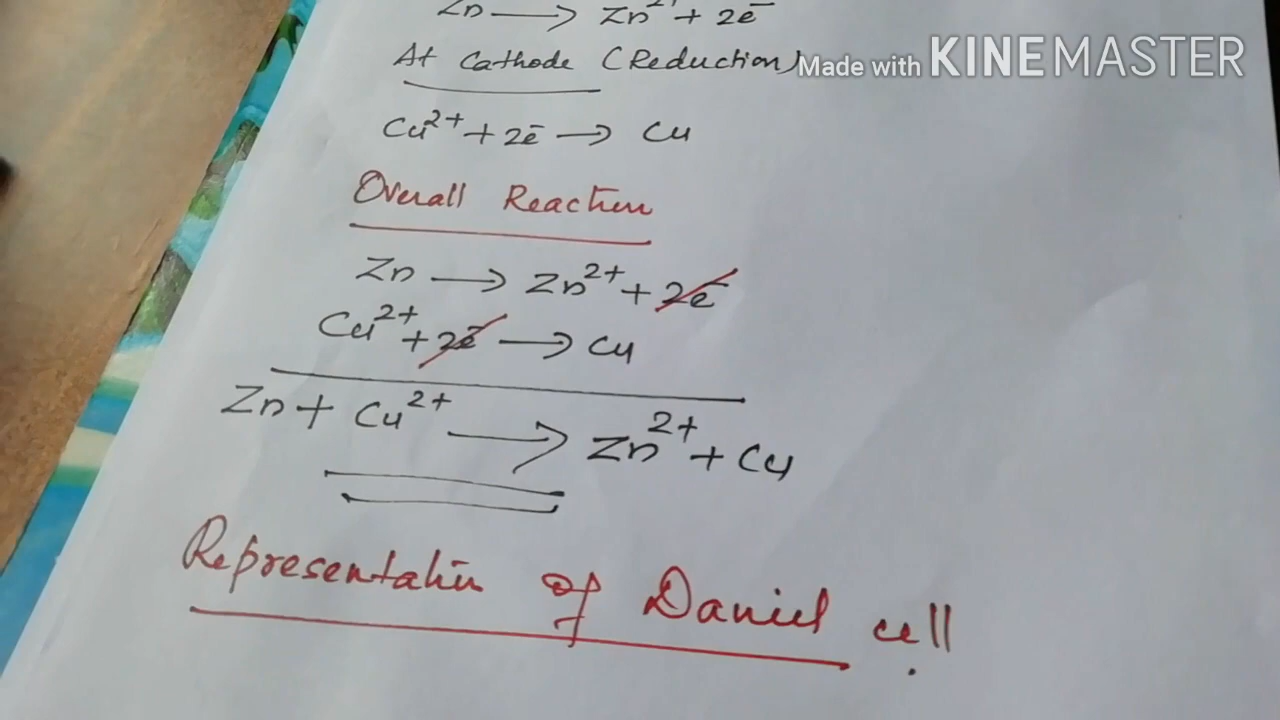 Zn → Zn²⁺ + 2e⁻
At Cathode (Reduction)
Made with KINEMASTER
Cu²⁺ + 2e⁻ → Cu
Overall Reaction
Zn → Zn²⁺ + 2e⁻
Cu²⁺ + 2e⁻ → Cu
Zn + Cu²⁺ → Zn²⁺ + Cu
Representation of Daniel cell